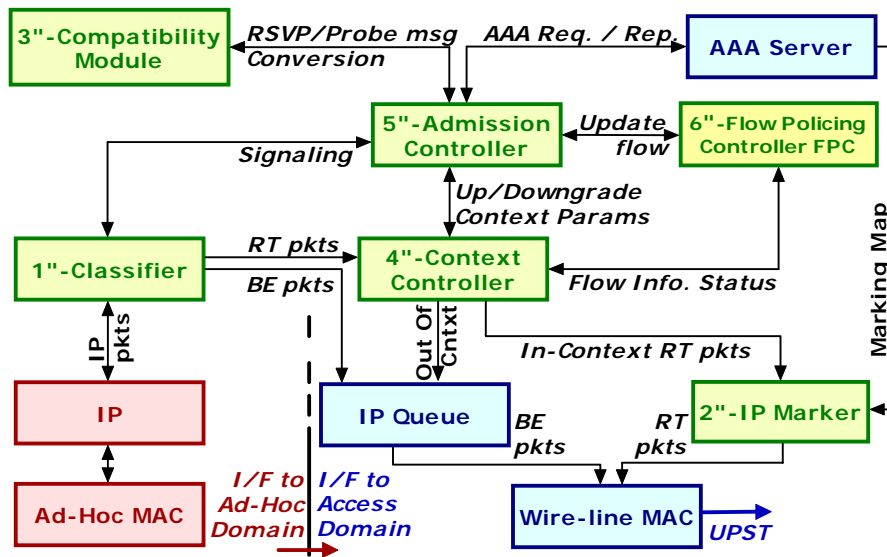 3"-Compatibility
Module
RSVP/Probe msg
Conversion
AAA Req. / Rep.
AAA Server
5"-Admission
Controller
Update
flow
6"-Flow Policing
Controller FPC
Signaling
Up/Downgrade
Context Params
Marking Map
1"-Classifier
RT pkts
BE pkts
4"-Context
Controller
Flow Info. Status
IP
pkts
Out Of
Cntxt
In-Context RT pkts
IP
IP Queue
BE
pkts
RT
pkts
2"-IP Marker
Ad-Hoc MAC
I/F to
Ad-Hoc
Domain
I/F to
Access
Domain
Wire-line MAC
UPST